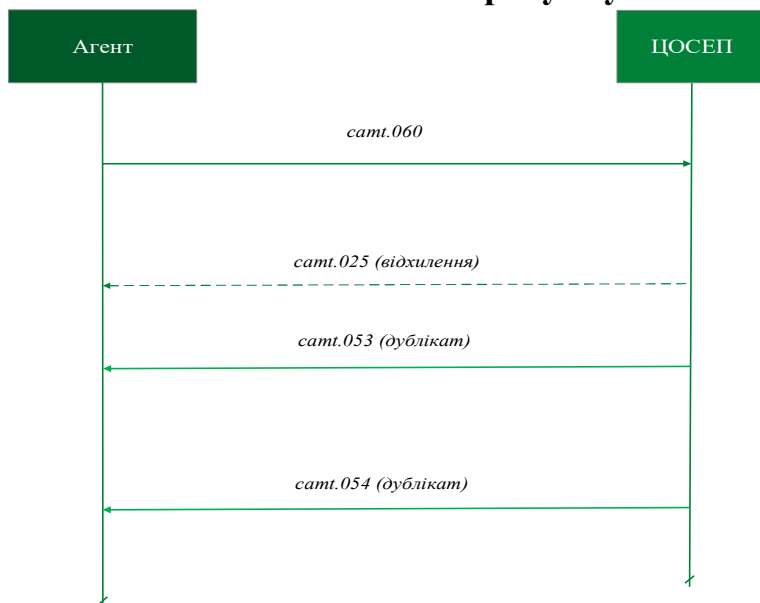 Агент
ЦОСЕП
camt.060
camt.025 (відхилення)
camt.053 (дублікат)
camt.054 (дублікат)